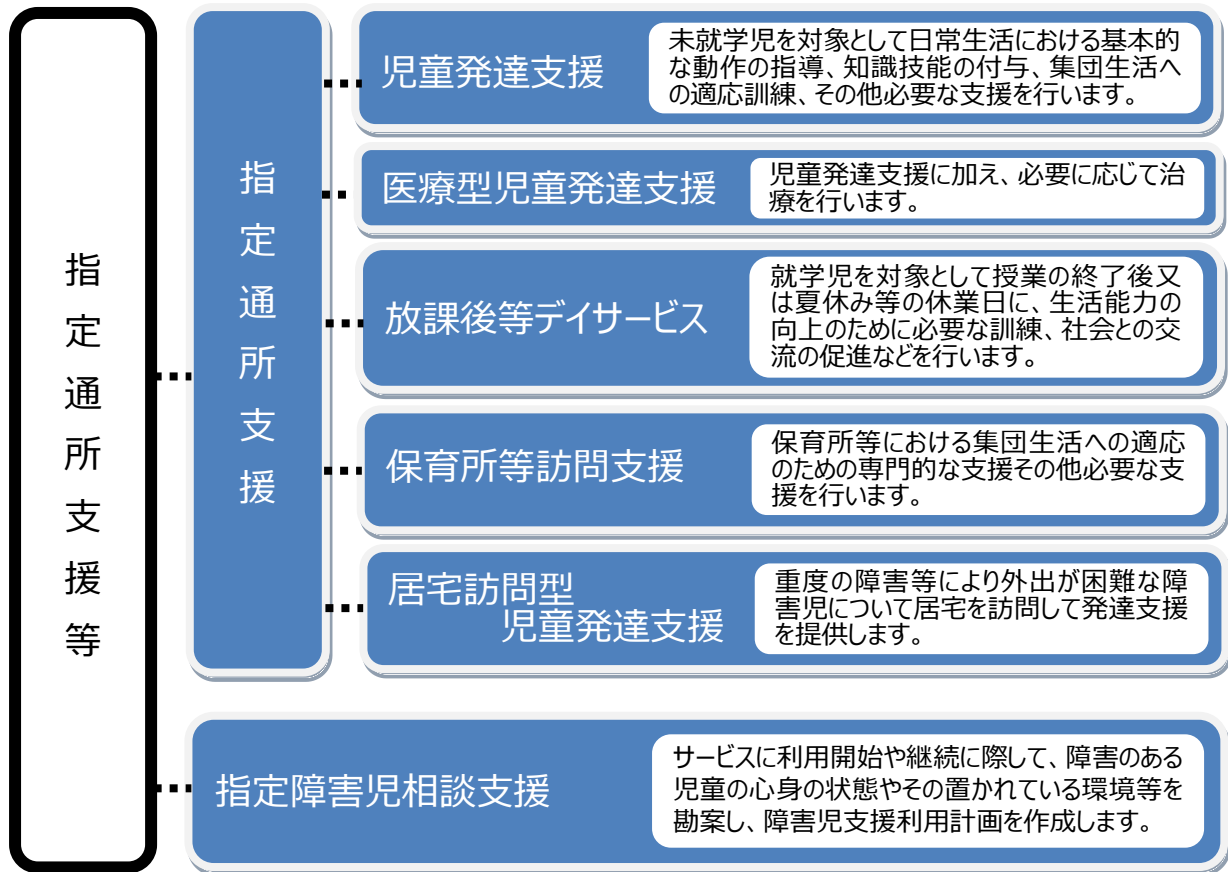 指定通所支援等
指定通所支援
児童発達支援
未就学児を対象として日常生活における基本的
な動作の指導、知識技能の付与、集団生活へ
の適応訓練、その他必要な支援を行います。
医療型児童発達支援
児童発達支援に加え、必要に応じて治
療を行います。
放課後等デイサービス
就学児を対象として授業の終了後又
は夏休み等の休業日に、生活能力の
向上のために必要な訓練、社会との交
流の促進などを行います。
保育所等訪問支援
保育所等における集団生活への適応
のための専門的な支援その他必要な支
援を行います。
居宅訪問型
児童発達支援
重度の障害等により外出が困難な障
害児について居宅を訪問して発達支援
を提供します。
指定障害児相談支援
サービスに利用開始や継続に際して、障害のある
児童の心身の状態やその置かれている環境等を
勘案し、障害児支援利用計画を作成します。